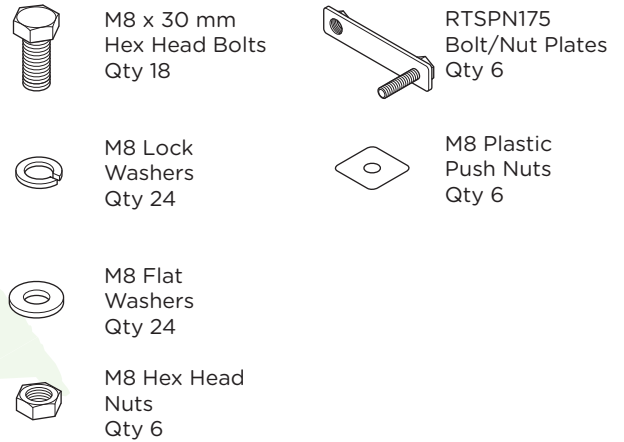 M8 x 30 mm
Hex Head Bolts
Qty 18
M8 Lock
Washers
Qty 24
M8 Flat
Washers
Qty 24
M8 Hex Head
Nuts
Qty 6
RTSPN175
Bolt/Nut Plates
Qty 6
M8 Plastic
Push Nuts
Qty 6